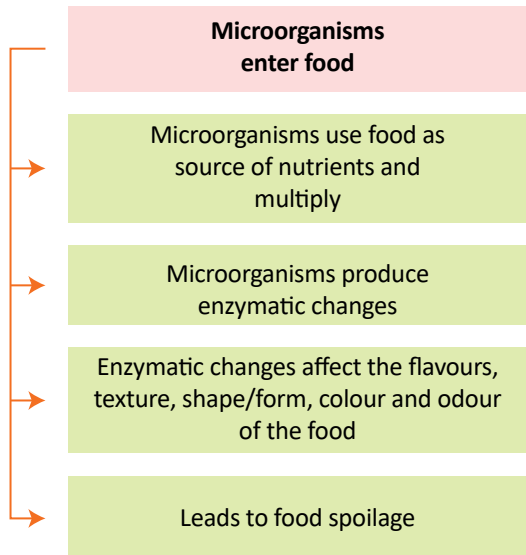 Microorganisms
enter food
Microorganisms use food as
source of nutrients and
multiply
Microorganisms produce
enzymatic changes
Enzymatic changes affect the flavours,
texture, shape/form, colour and odour
of the food
Leads to food spoilage